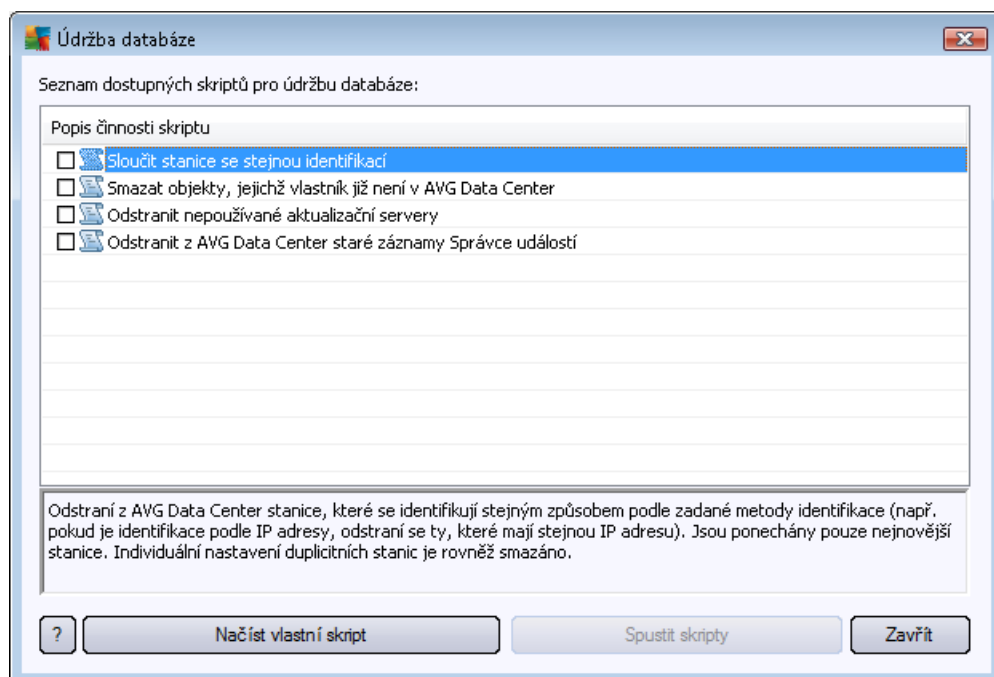 Údržba databáze
Seznam dostupných skriptů pro údržbu databáze:
Popis činnosti skriptu
Sloučit stanice se stejnou identifikací
Smazat objekty, jejichž vlastník již není v AVG Data Center
Odstranit nepoužívané aktualizační servery
Odstranit z AVG Data Center staré záznamy Správce událostí
Odstraní z AVG Data Center stanice, které se identifikují stejným způsobem podle zadané metody identifikace (např.
pokud je identifikace podle IP adresy, odstraní se ty, které mají stejnou IP adresu). Jsou ponechány pouze nejnovější
stanice. Individuální nastavení duplicitních stanic je rovněž smazáno.
? Načíst vlastní skript Spustit skripty Zavřít